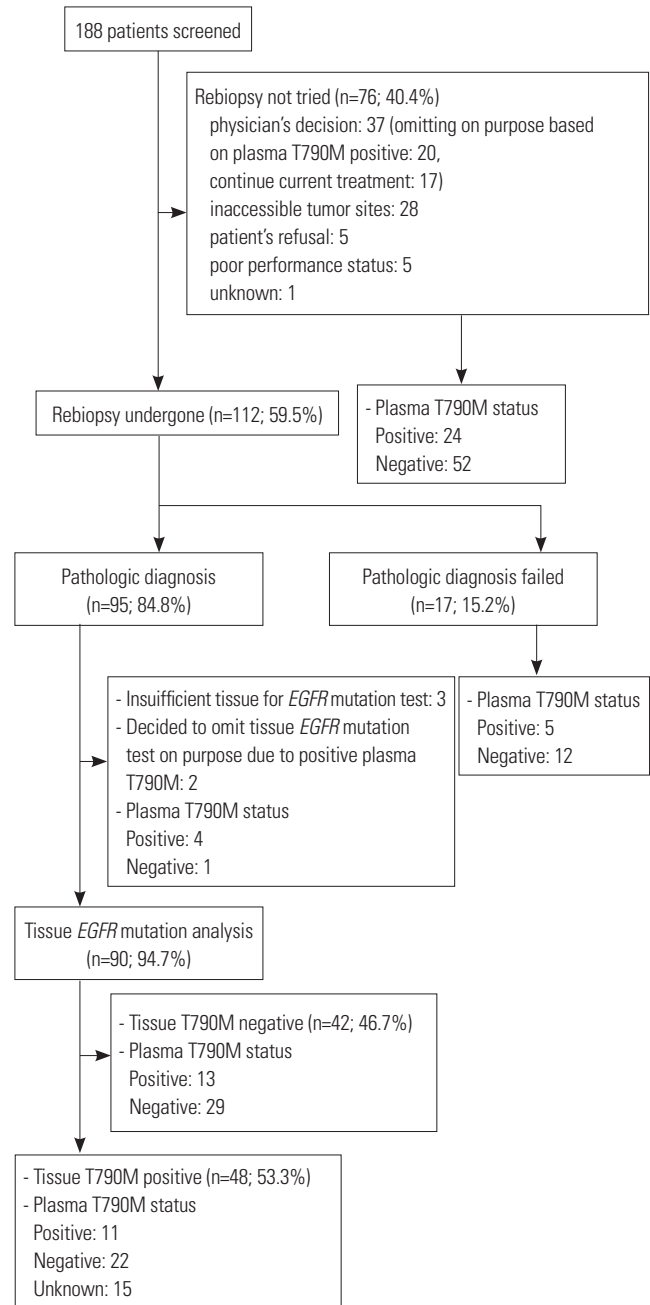 188 patients screened
Rebiopsy not tried (n=76; 40.4%)
physician's decision: 37 (omitting on purpose based
on plasma T790M positive: 20,
continue current treatment: 17)
inaccessible tumor sites: 28
patient's refusal: 5
poor performance status: 5
unknown: 1
Rebiopsy undergone (n=112; 59.5%)
- Plasma T790M status
Positive: 24
Negative: 52
Pathologic diagnosis
(n=95; 84.8%)
Pathologic diagnosis failed
(n=17; 15.2%)
- Insufficient tissue for EGFR mutation test: 3
- Decided to omit tissue EGFR mutation
test on purpose due to positive plasma
T790M: 2
- Plasma T790M status
Positive: 4
Negative: 1
- Plasma T790M status
Positive: 5
Negative: 12
Tissue EGFR mutation analysis
(n=90; 94.7%)
- Tissue T790M negative (n=42; 46.7%)
- Plasma T790M status
Positive: 13
Negative: 29
- Tissue T790M positive (n=48; 53.3%)
- Plasma T790M status
Positive: 11
Negative: 22
Unknown: 15